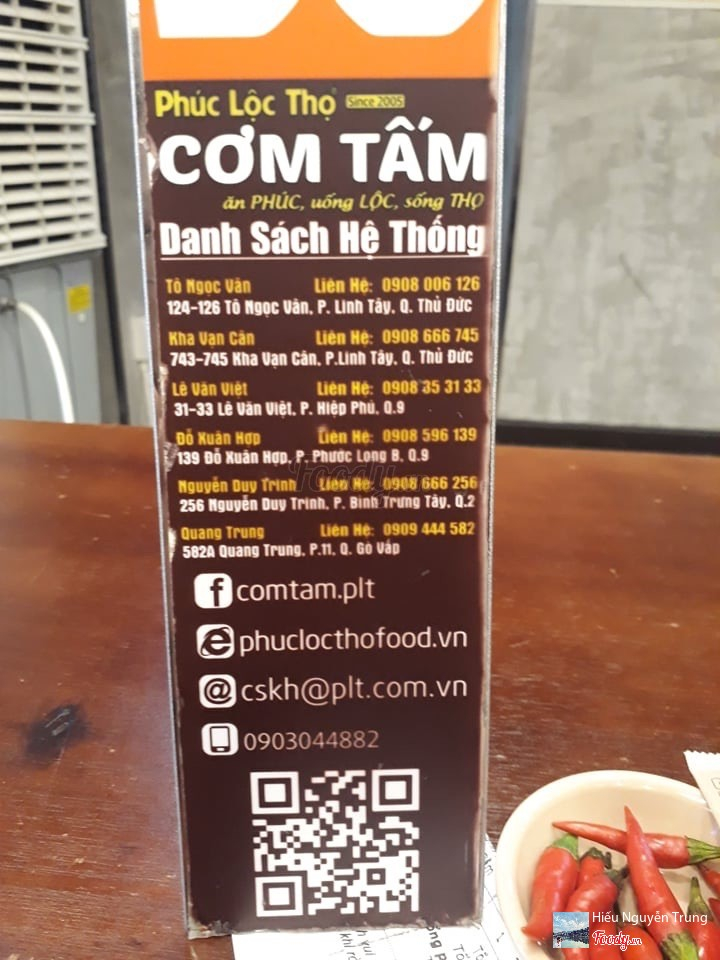 Phúc Lộc Thọ Since 2005
CƠM TẤM
ăn PHÚC, uống LỘC, sống THỌ
Danh Sách Hệ Thống
Tô Ngọc Vân Liên Hệ: 0908 006 126
124-126 Tô Ngọc Vân, P. Linh Tây, Q. Thủ Đức
Kha Vạn Cân Liên Hệ: 0908 666 745
743-745 Kha Vạn Cân, P.Linh Tây, Q. Thủ Đức
Lê Văn Việt Liên Hệ: 0908 35 31 33
31-33 Lê Văn Việt, P. Hiệp Phú, Q.9
Đỗ Xuân Hợp Liên Hệ: 0908 596 139
139 Đỗ Xuân Hợp, P. Phước Long B, Q.9
Nguyễn Duy Trinh Liên Hệ: 0908 666 256
256 Nguyễn Duy Trinh, P. Bình Trưng Tây, Q.2
Quang Trung Liên Hệ: 0909 444 582
582A Quang Trung, P.11, Q. Gò Vấp
comtam.plt
phuclocthofood.vn
cskh@plt.com.vn
0903044882
Hiếu Nguyễn Trung
Foody.vn